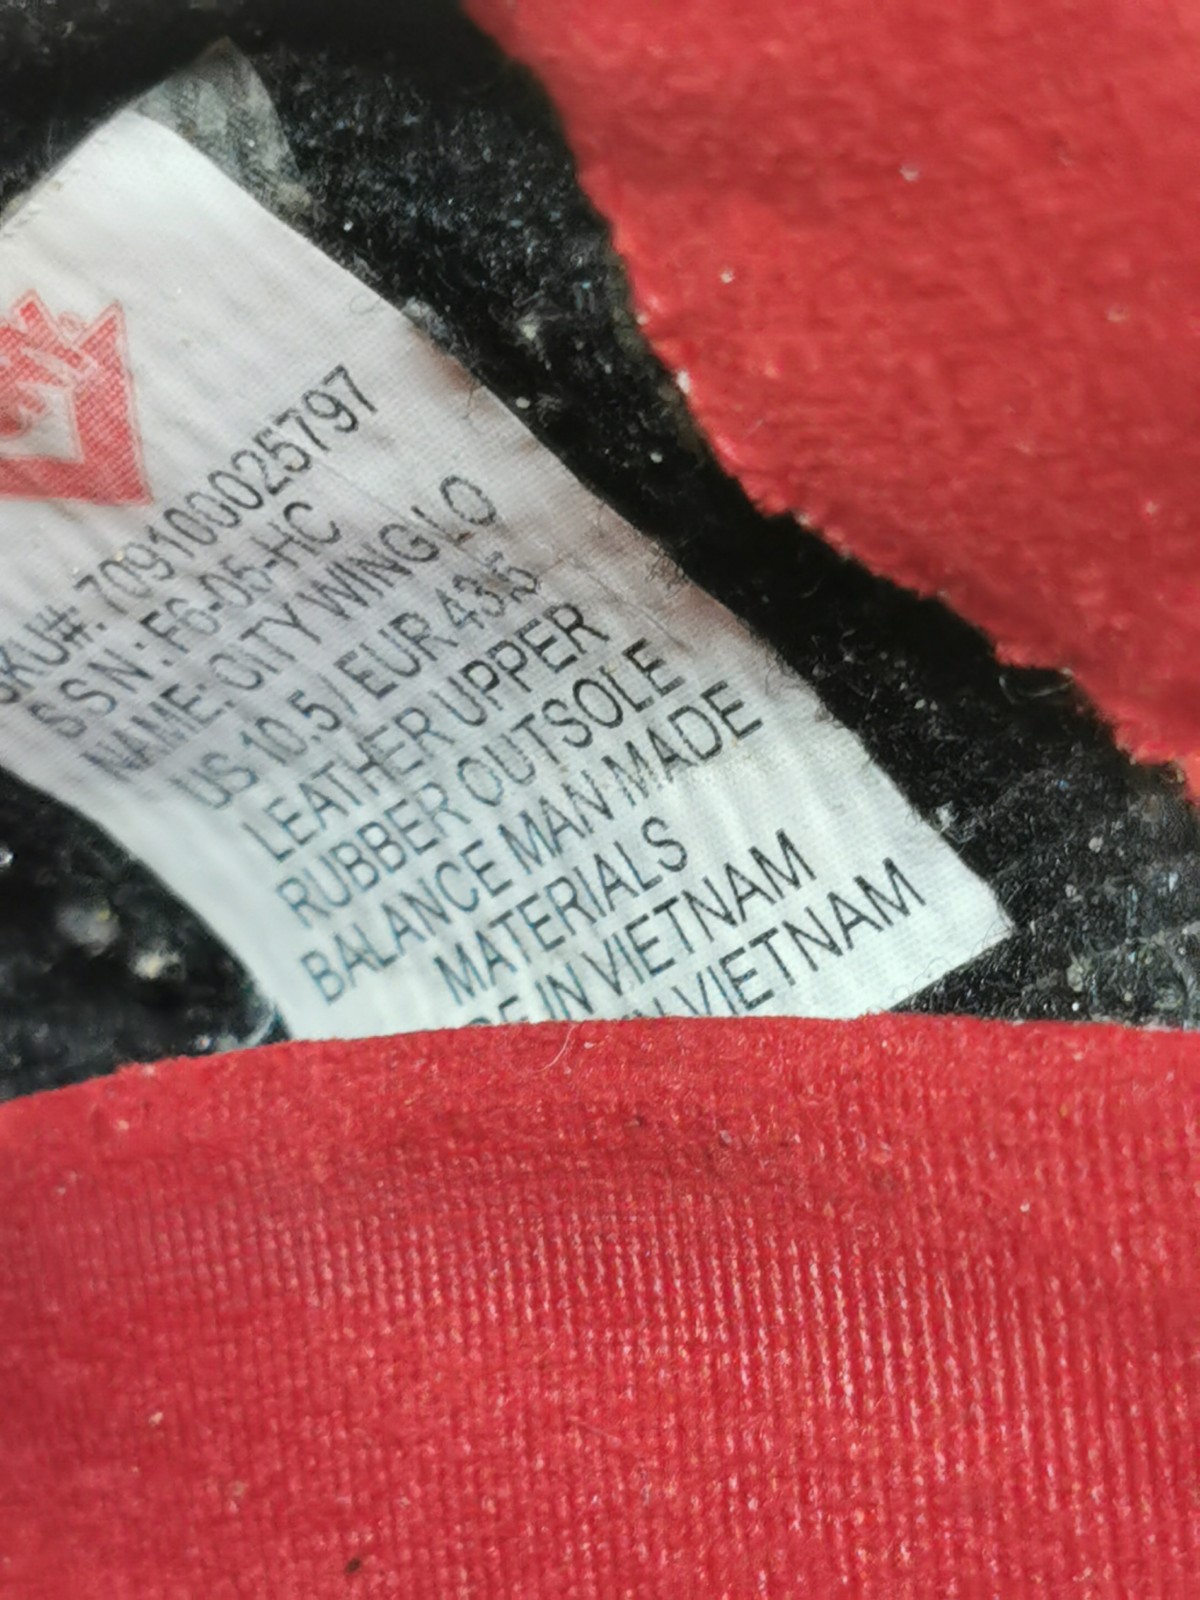 SKU#: 709100025797
SSN: F6-05-HC
NAME: CITY WING LO
US 10.5 / EUR 43.5
LEATHER UPPER
RUBBER OUTSOLE
BALANCE MAN MADE
MATERIALS
IN VIETNAM
VIETNAM